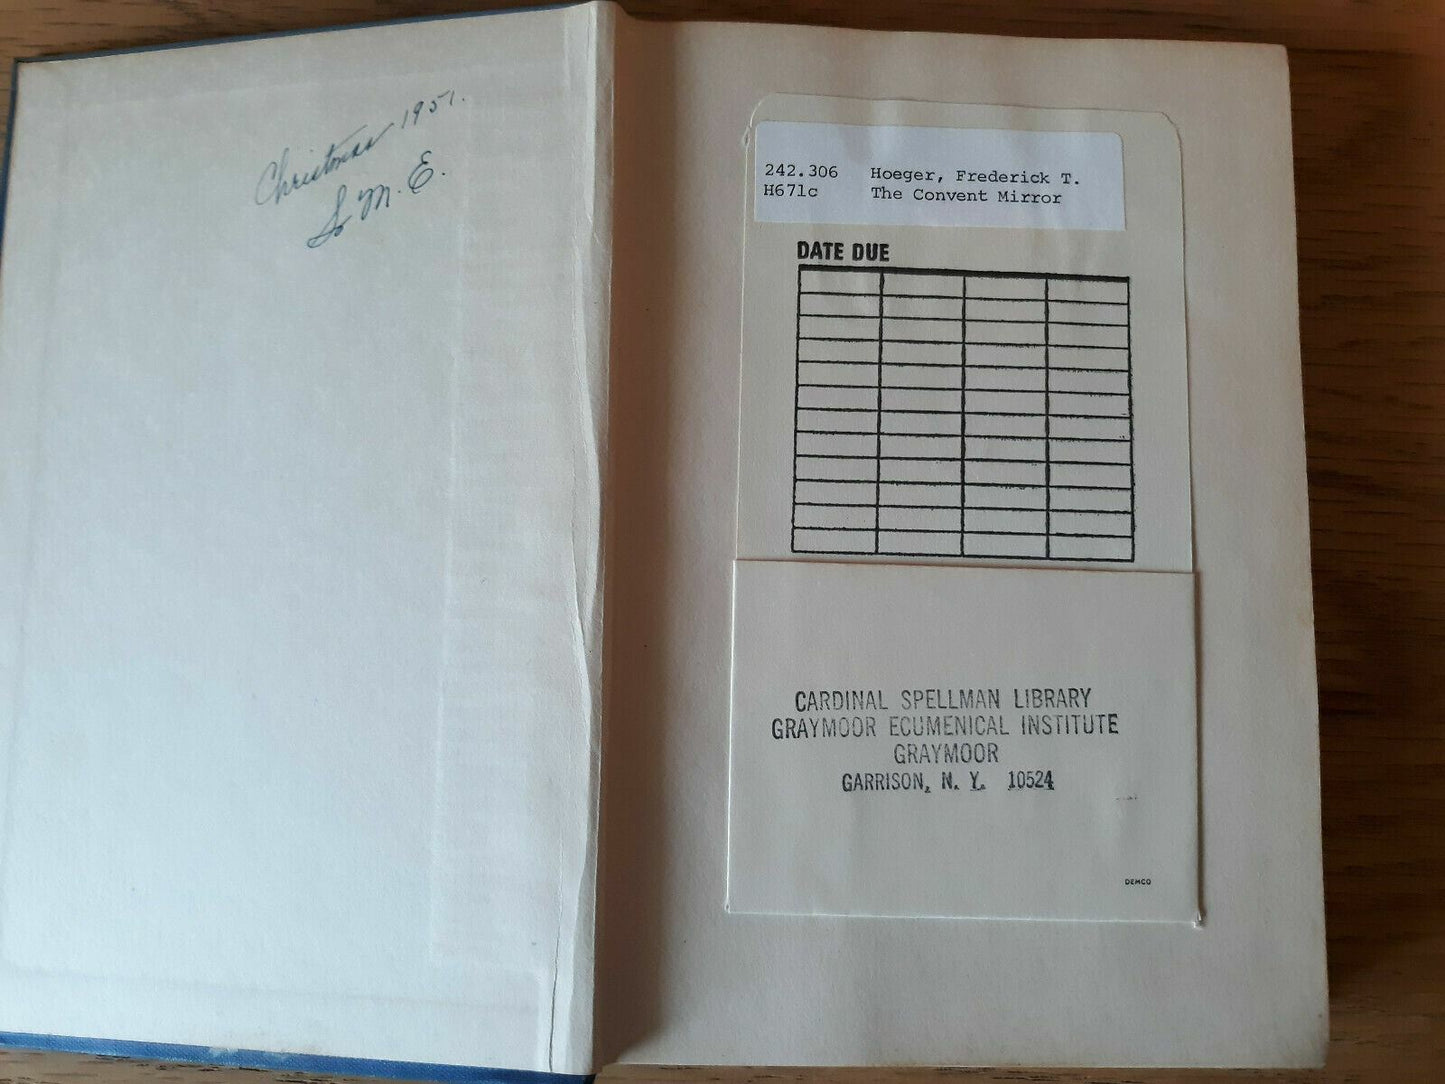 Christmas 1951.
Sr M. E.
242.306 Hoeger, Frederick T.
H671c The Convent Mirror
DATE DUE
CARDINAL SPELLMAN LIBRARY
GRAYMOOR ECUMENICAL INSTITUTE
GRAYMOOR
GARRISON, N. Y. 10524
DEMCO